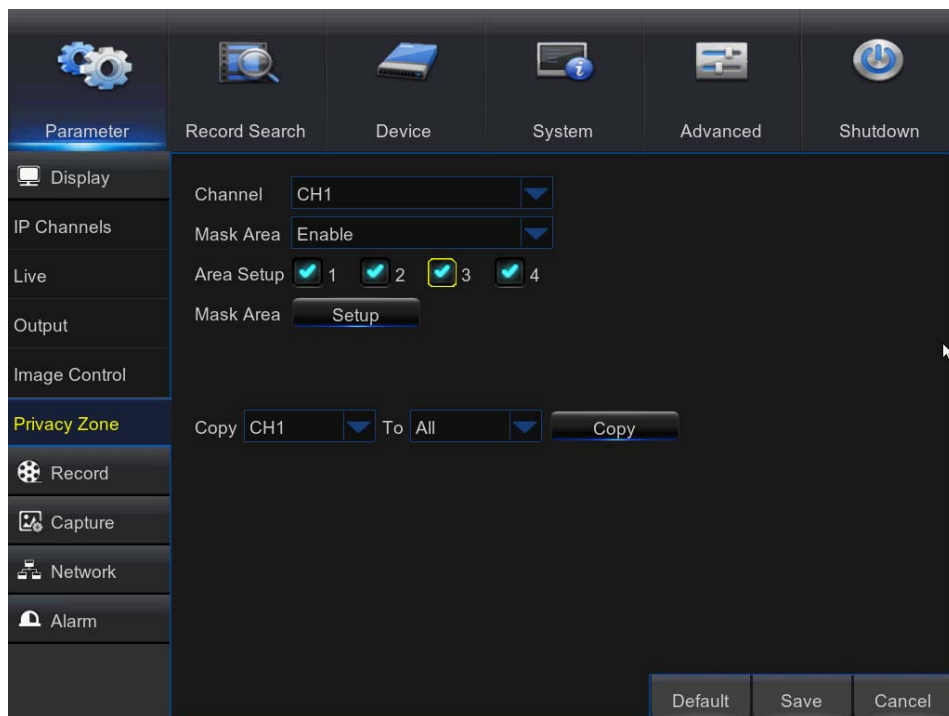 Parameter Record Search Device System Advanced Shutdown
Display
IP Channels
Live
Output
Image Control
Privacy Zone
Record
Capture
Network
Alarm
Channel CH1
Mask Area Enable
Area Setup 1 2 3 4
Mask Area Setup
Copy CH1 To All Copy
Default Save Cancel